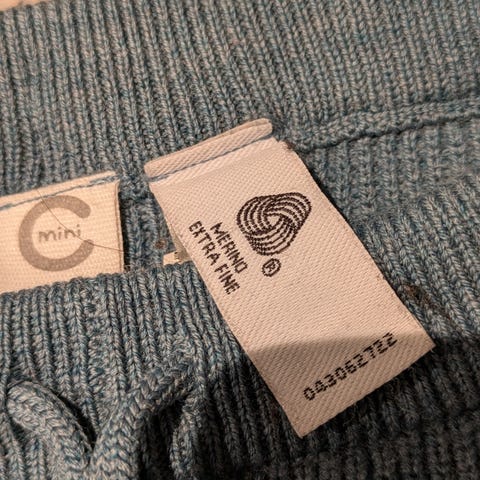 mini
MERINO
EXTRA FINE
®
043062722